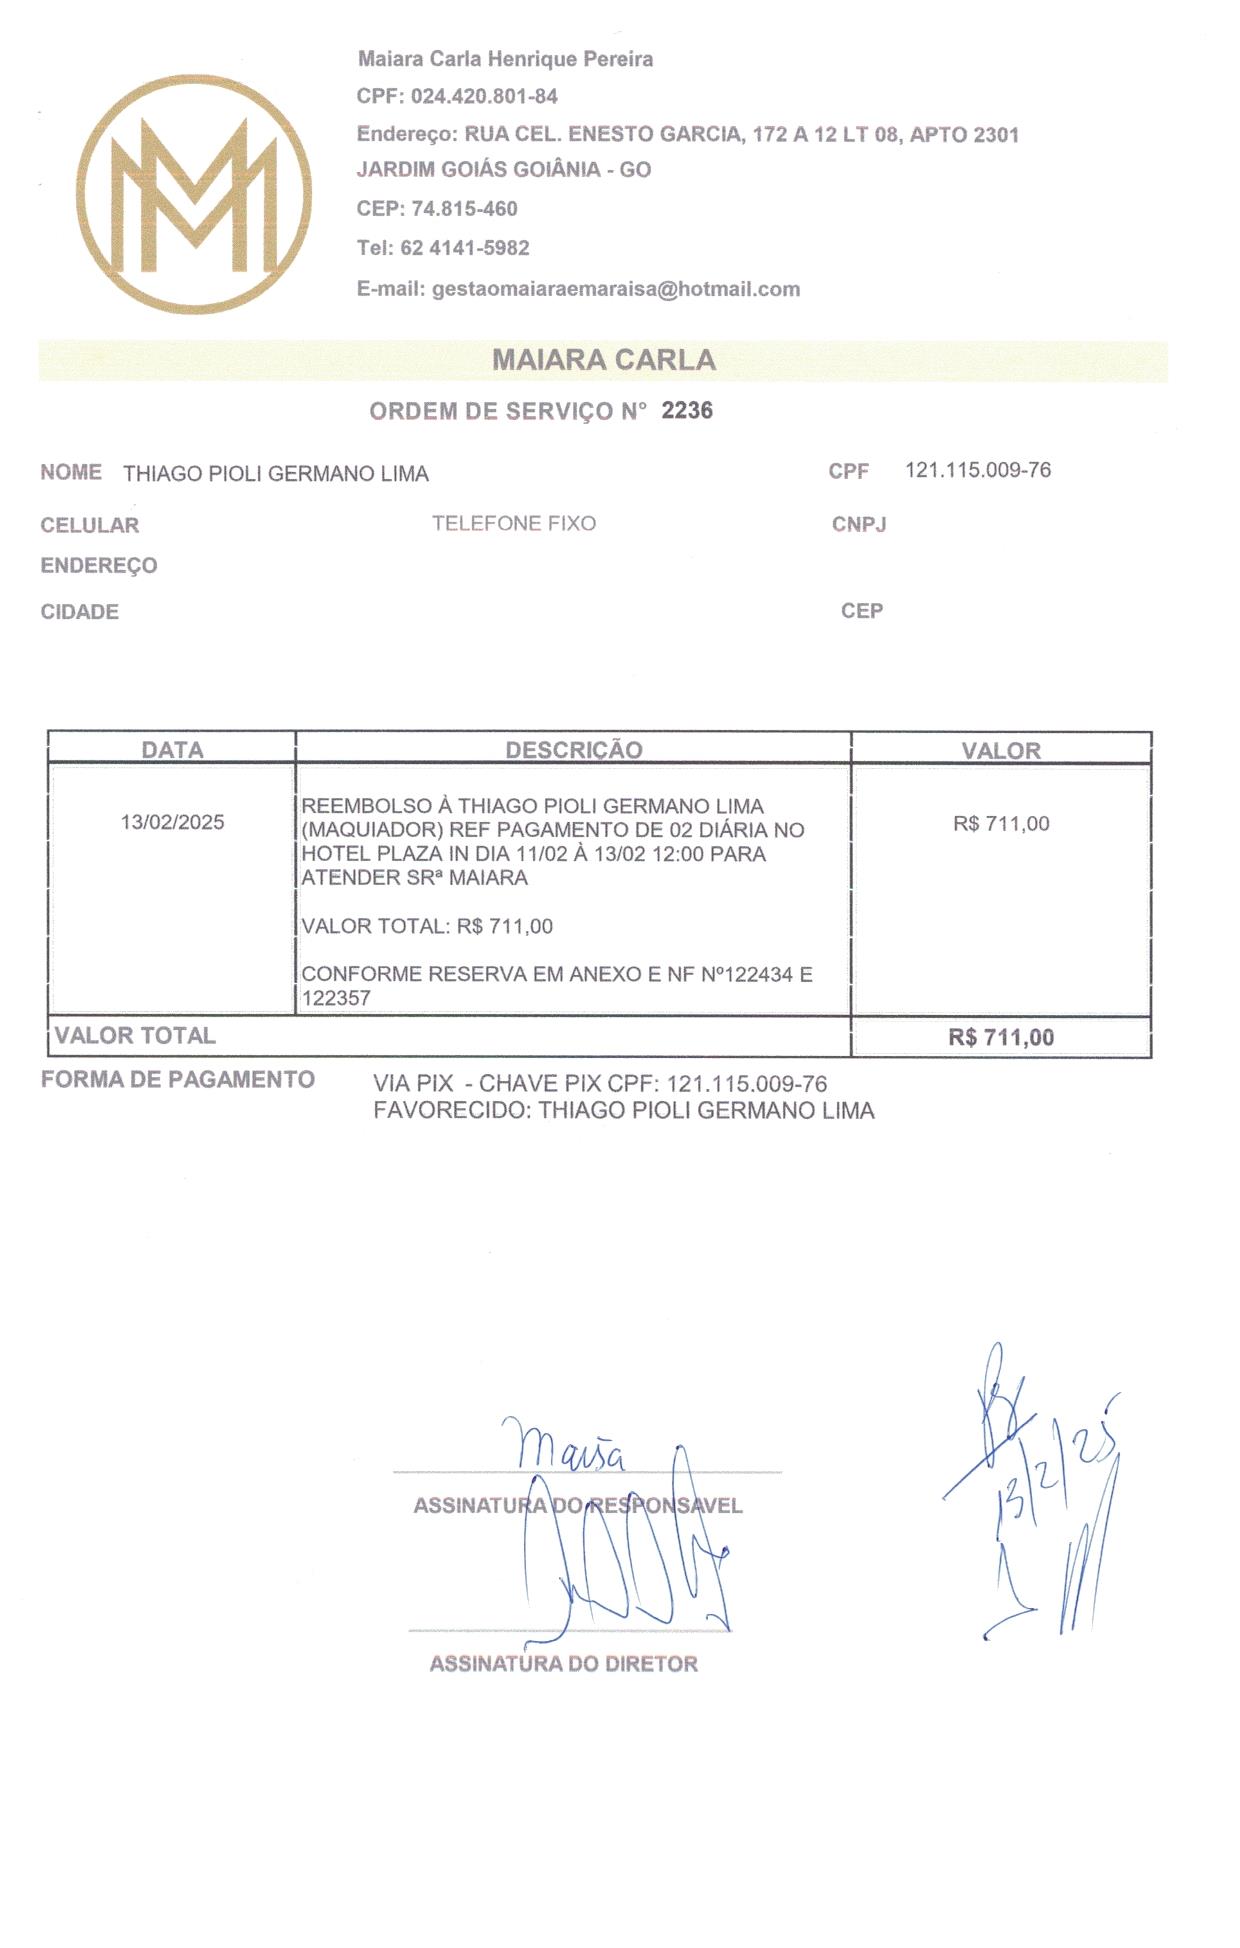 Maiara Carla Henrique Pereira
CPF: 024.420.801-84
Endereço: RUA CEL. ENESTO GARCIA, 172 A 12 LT 08, APTO 2301
JARDIM GOIÁS GOIÂNIA - GO
CEP: 74.815-460
Tel: 62 4141-5982
E-mail: gestaomaiaraemaraisa@hotmail.com
MM
MAIARA CARLA
ORDEM DE SERVIÇO N° 2236
NOME THIAGO PIOLI GERMANO LIMA CPF 121.115.009-76
CELULAR TELEFONE FIXO CNPJ
ENDEREÇO
CIDADE CEP
DATA DESCRIÇÃO VALOR
REEMBOLSO À THIAGO PIOLI GERMANO LIMA
13/02/2025 (MAQUIADOR) REF PAGAMENTO DE 02 DIÁRIA NO R$ 711,00
HOTEL PLAZA IN DIA 11/02 À 13/02 12:00 PARA
ATENDER SRª MAIARA
VALOR TOTAL: R$ 711,00
CONFORME RESERVA EM ANEXO E NF Nº122434 E
122357
VALOR TOTAL R$ 711,00
FORMA DE PAGAMENTO VIA PIX - CHAVE PIX CPF: 121.115.009-76
FAVORECIDO: THIAGO PIOLI GERMANO LIMA
13/2/25
ASSINATURA DO RESPONSAVEL
ASSINATURA DO DIRETOR